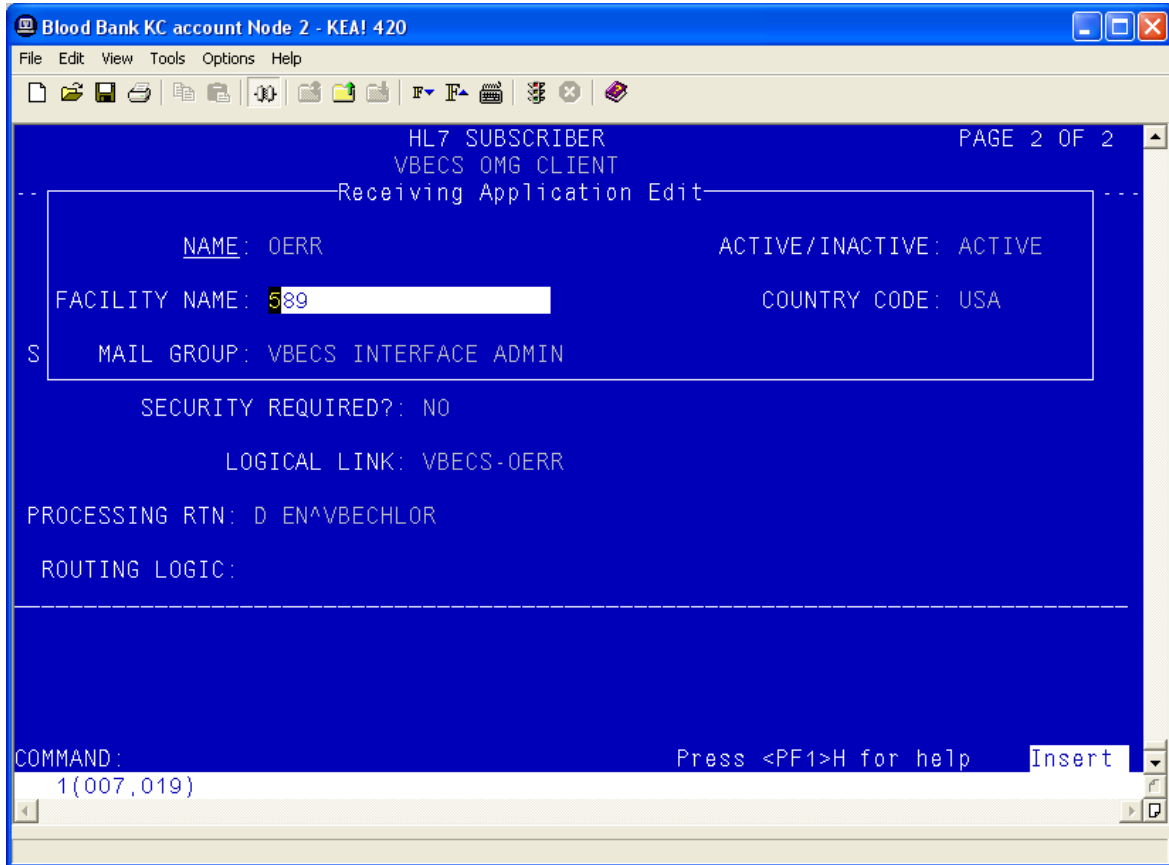 Blood Bank KC account Node 2 - KEA! 420
File Edit View Tools Options Help
HL7 SUBSCRIBER PAGE 2 OF 2
VBECS OMG CLIENT
-- Receiving Application Edit ---
NAME: OERR ACTIVE/INACTIVE: ACTIVE
FACILITY NAME: 589 COUNTRY CODE: USA
S MAIL GROUP: VBECS INTERFACE ADMIN
SECURITY REQUIRED?: NO
LOGICAL LINK: VBECS-OERR
PROCESSING RTN: D EN^VBECHLOR
ROUTING LOGIC:
COMMAND: Press <PF1>H for help Insert
1(007,019)